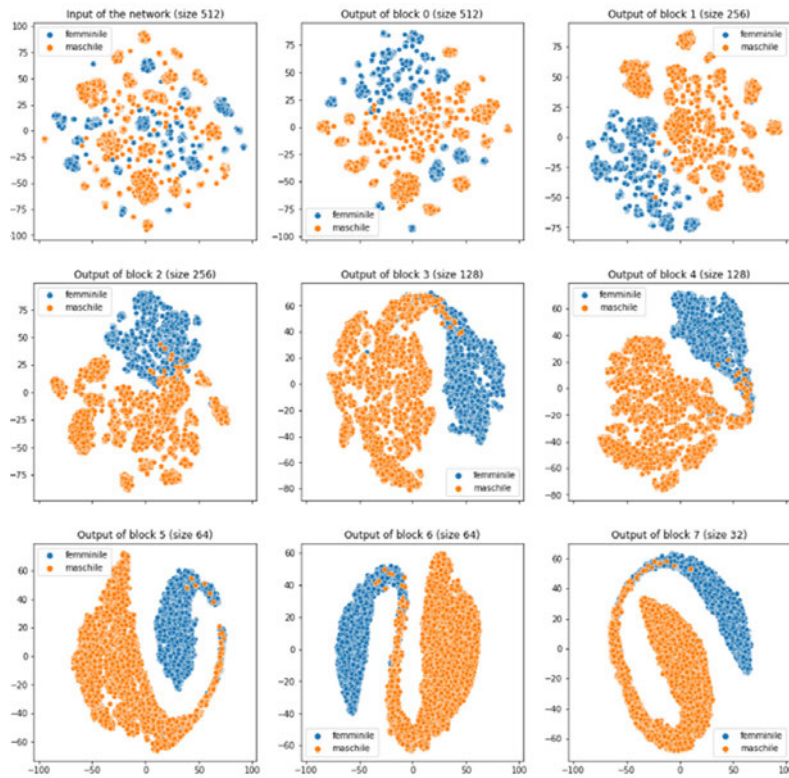 Input of the network (size 512)
femminile
maschile
100
75
50
25
0
−25
−50
−75
100
Output of block 0 (size 512)
75
50
25
0
−25
−50
−75
−100
femminile
maschile
Output of block 1 (size 256)
femminile
maschile
75
50
25
0
−25
−50
−75
Output of block 2 (size 256)
femminile
maschile
75
50
25
0
−25
−50
−75
Output of block 3 (size 128)
60
40
20
0
−20
−40
−60
−80
femminile
maschile
Output of block 4 (size 128)
femminile
maschile
60
40
20
0
−20
−40
−60
−80
Output of block 5 (size 64)
femminile
maschile
60
40
20
0
−20
−40
−60
−100 −50 0 50 100
Output of block 6 (size 64)
60
40
20
0
−20
−40
−60
femminile
maschile
−100 −50 0 50 100
Output of block 7 (size 32)
60
40
20
0
−20
−40
−60
femminile
maschile
−100 −50 0 50 100